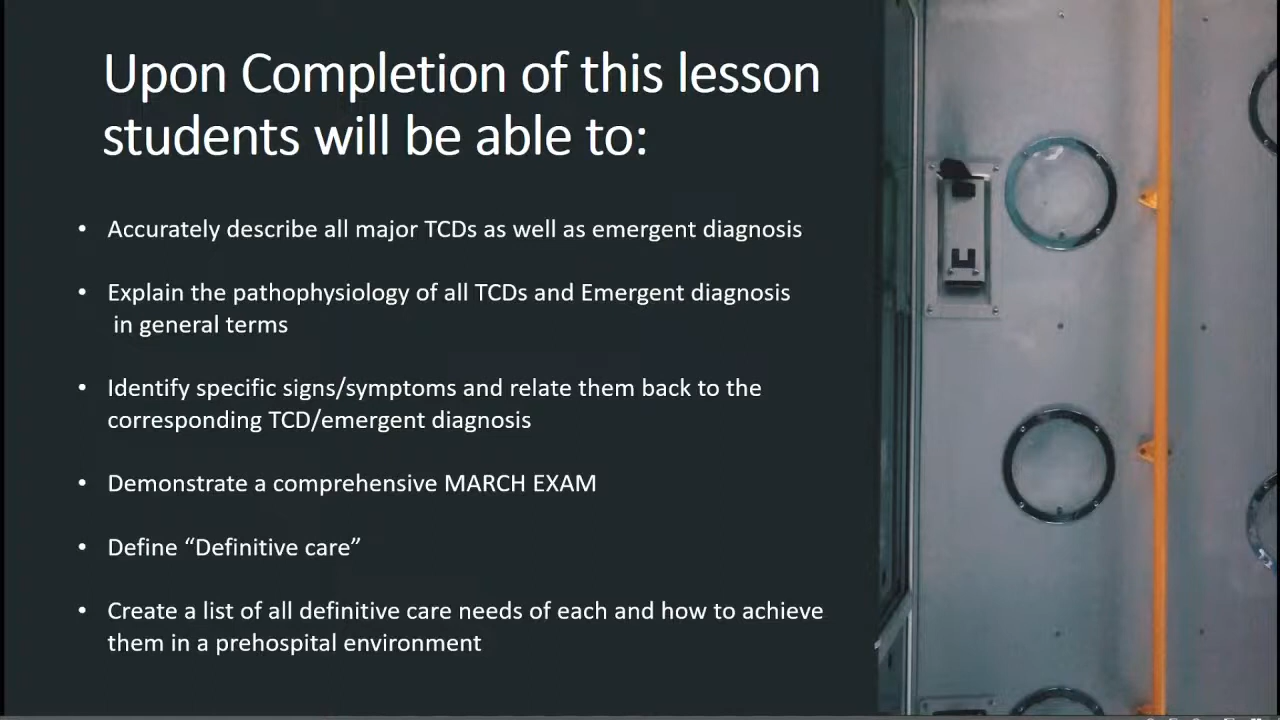 Upon Completion of this lesson
students will be able to:
• Accurately describe all major TCDs as well as emergent diagnosis
• Explain the pathophysiology of all TCDs and Emergent diagnosis
in general terms
• Identify specific signs/symptoms and relate them back to the
corresponding TCD/emergent diagnosis
• Demonstrate a comprehensive MARCH EXAM
• Define “Definitive care”
• Create a list of all definitive care needs of each and how to achieve
them in a prehospital environment